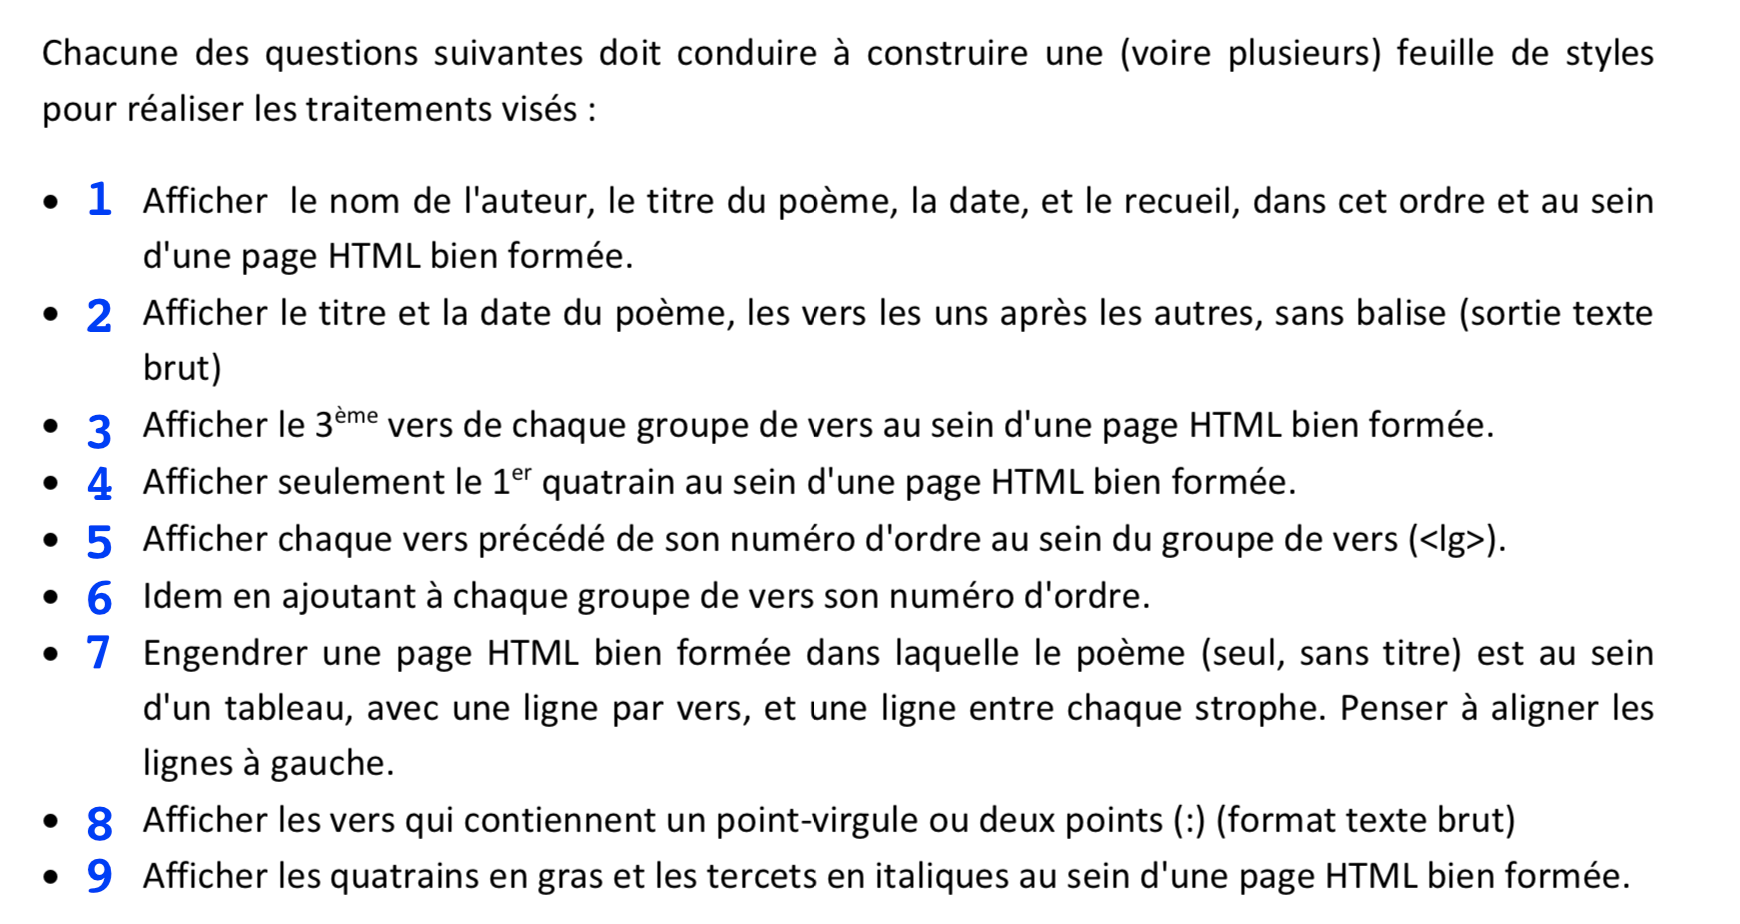 Chacune des questions suivantes doit conduire à construire une (voire plusieurs) feuille de styles
pour réaliser les traitements visés :
• 1 Afficher le nom de l'auteur, le titre du poème, la date, et le recueil, dans cet ordre et au sein
d'une page HTML bien formée.
• 2 Afficher le titre et la date du poème, les vers les uns après les autres, sans balise (sortie texte
brut)
• 3 Afficher le 3ème vers de chaque groupe de vers au sein d'une page HTML bien formée.
• 4 Afficher seulement le 1er quatrain au sein d'une page HTML bien formée.
• 5 Afficher chaque vers précédé de son numéro d'ordre au sein du groupe de vers (<lg>).
• 6 Idem en ajoutant à chaque groupe de vers son numéro d'ordre.
• 7 Engendrer une page HTML bien formée dans laquelle le poème (seul, sans titre) est au sein
d'un tableau, avec une ligne par vers, et une ligne entre chaque strophe. Penser à aligner les
lignes à gauche.
• 8 Afficher les vers qui contiennent un point-virgule ou deux points (:) (format texte brut)
• 9 Afficher les quatrains en gras et les tercets en italiques au sein d'une page HTML bien formée.